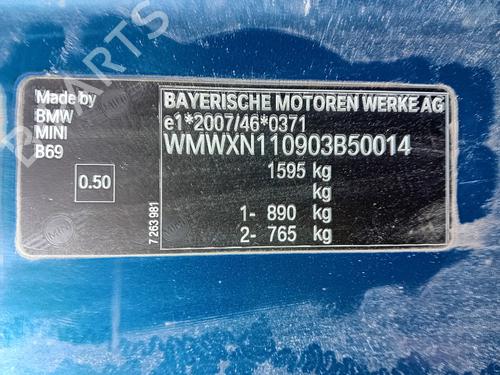 B PARTS
Made by
BMW
MINI
B69
0.50
7 263 981
BAYERISCHE MOTOREN WERKE AG
e1*2007/46*0371
WMWXN110903B50014
1595 kg
kg
1- 890 kg
2- 765 kg